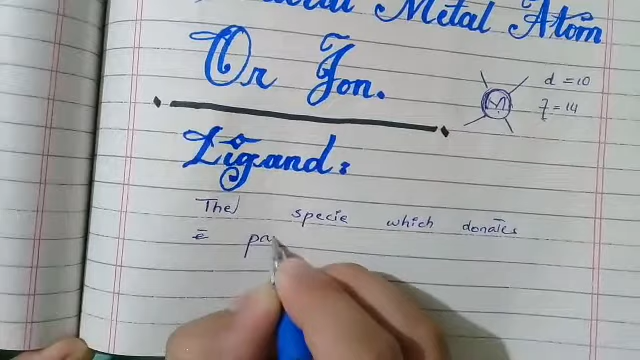 Metal Atom
Or Ion.
d = 10
f = 14
M
Ligand:
The specie which donates
ē pa